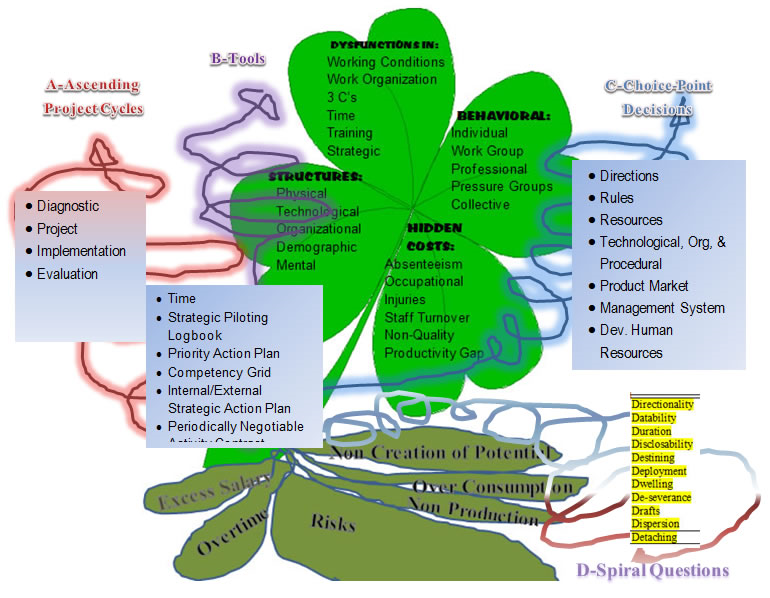 B-Tools
A-Ascending
Project Cycles
C-Choice-Point
Decisions
DYSFUNCTIONS IN:
Working Conditions
Work Organization
3 C's
Time
Training
Strategic
BEHAVIORAL:
Individual
Work Group
Professional
Pressure Groups
Collective
STRUCTURES:
Physical
Technological
Organizational
Demographic
Mental
HIDDEN
COSTS:
Absenteeism
Occupational
Injuries
Staff Turnover
Non-Quality
Productivity Gap
• Diagnostic
• Project
• Implementation
• Evaluation
• Directions
• Rules
• Resources
• Technological, Org, &
Procedural
• Product Market
• Management System
• Dev. Human
Resources
• Time
• Strategic Piloting
Logbook
• Priority Action Plan
• Competency Grid
• Internal/External
Strategic Action Plan
• Periodically Negotiable
Activity Contract
Non Creation of Potential
Over Consumption
Non Production
Excess Salary
Overtime
Risks
Directionality
Datability
Duration
Disclosability
Destining
Deployment
Dwelling
De-severance
Drafts
Dispersion
Detaching
D-Spiral Questions